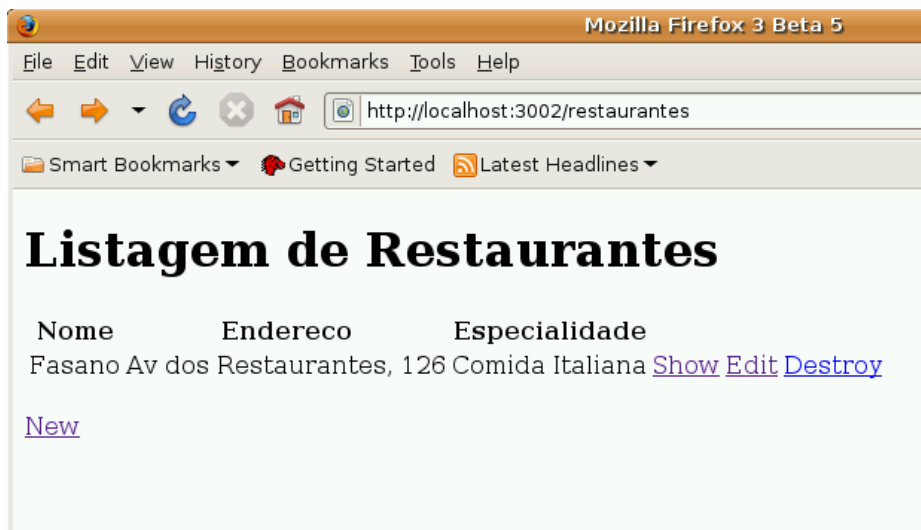 Mozilla Firefox 3 Beta 5
File Edit View History Bookmarks Tools Help
http://localhost:3002/restaurantes
Smart Bookmarks Getting Started Latest Headlines
Listagem de Restaurantes
Nome Endereco Especialidade
Fasano Av dos Restaurantes, 126 Comida Italiana Show Edit Destroy
New